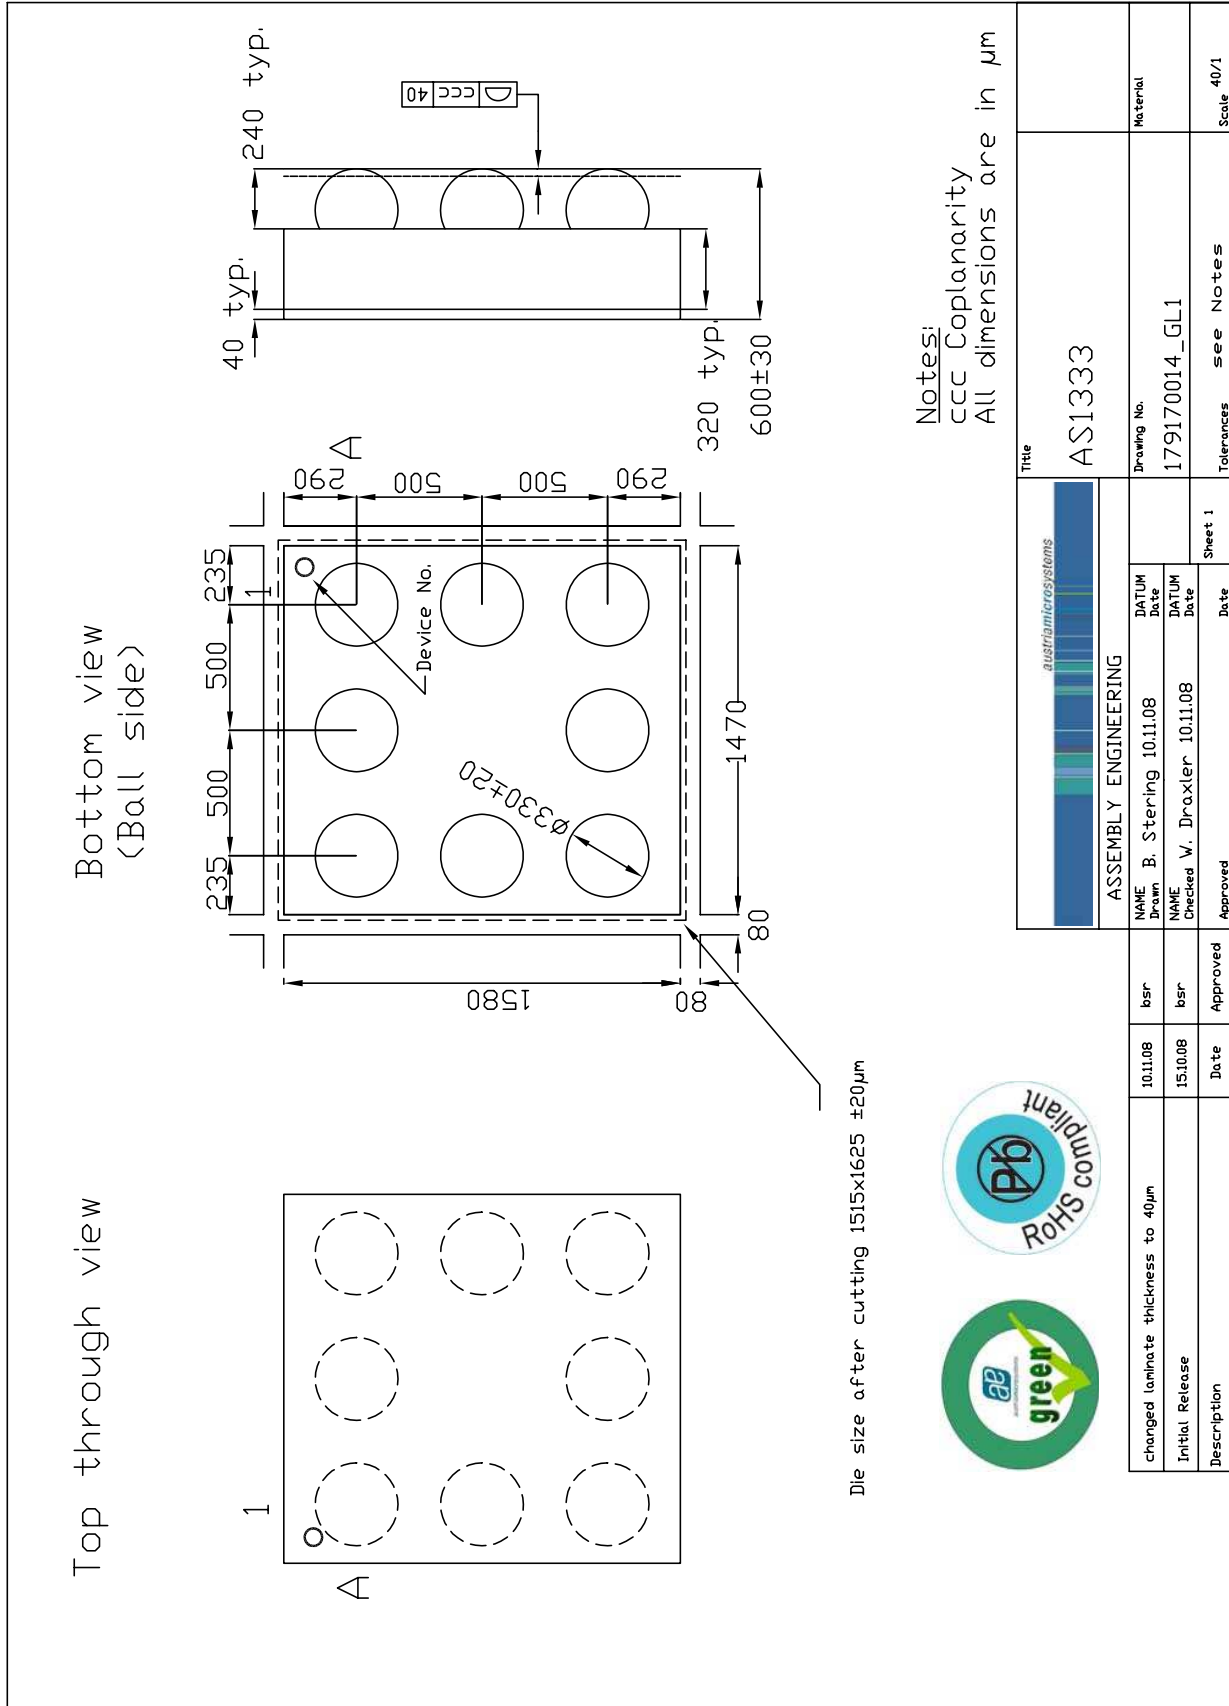 Top through view
1
A
Bottom view
(Ball side)
235
500
500
235
1
A
290
500
500
290
Device No.
ø330±20
1470
80
1580
80
Die size after cutting 1515x1625 ±20µm
40 typ.
240 typ.
40 ccc D
320 typ.
600±30
Notes:
ccc Coplanarity
All dimensions are in µm
green
austriamicrosystems
Pb
RoHS compliant
changed laminate thickness to 40µm 10.11.08 bsr
Initial Release 15.10.08 bsr
Description Date Approved
austriamicrosystems
ASSEMBLY ENGINEERING
NAME DATUM
Drawn B. Stering 10.11.08 Date
NAME DATUM
Checked W. Draxler 10.11.08 Date
Approved Date
Sheet 1
Title
AS1333
Drawing No.
179170014_GL1
Material
Tolerances see Notes
Scale 40/1